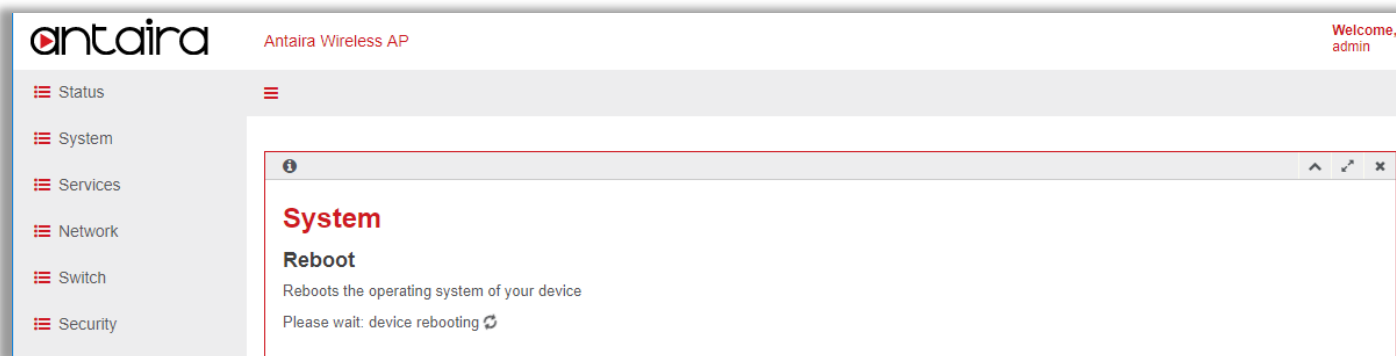 antaira
Antaira Wireless AP
Welcome,
admin
Status
System
Services
Network
Switch
Security
System
Reboot
Reboots the operating system of your device
Please wait: device rebooting